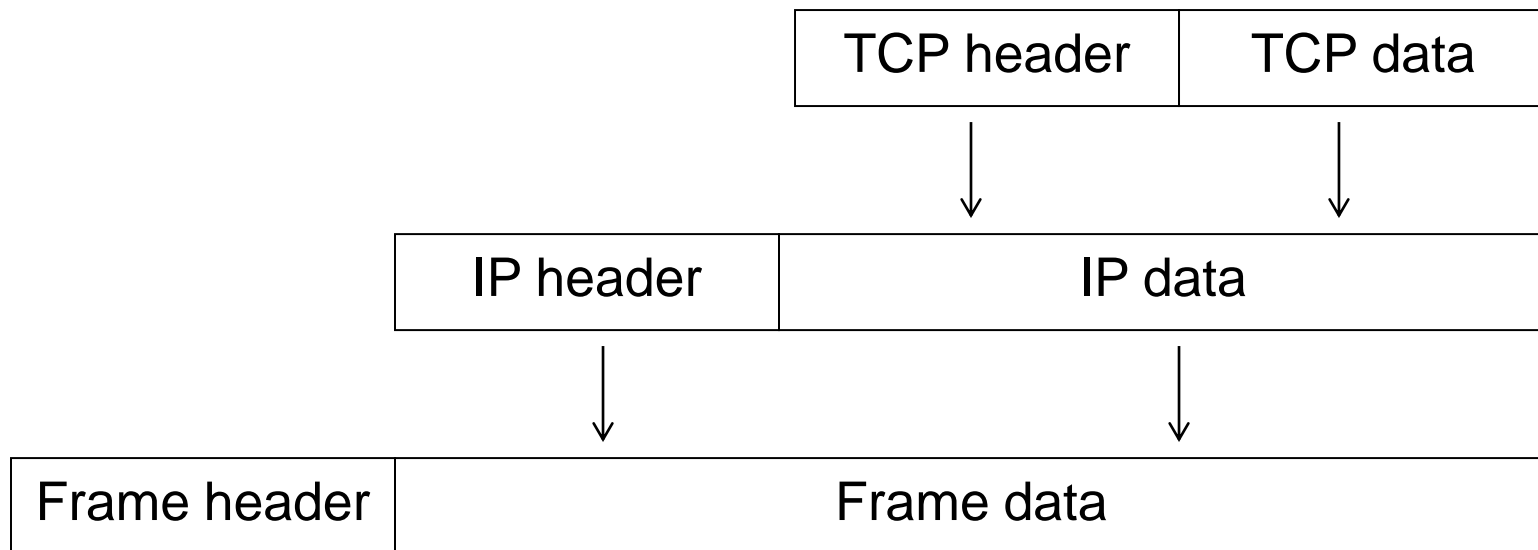 TCP header TCP data
IP header IP data
Frame header Frame data